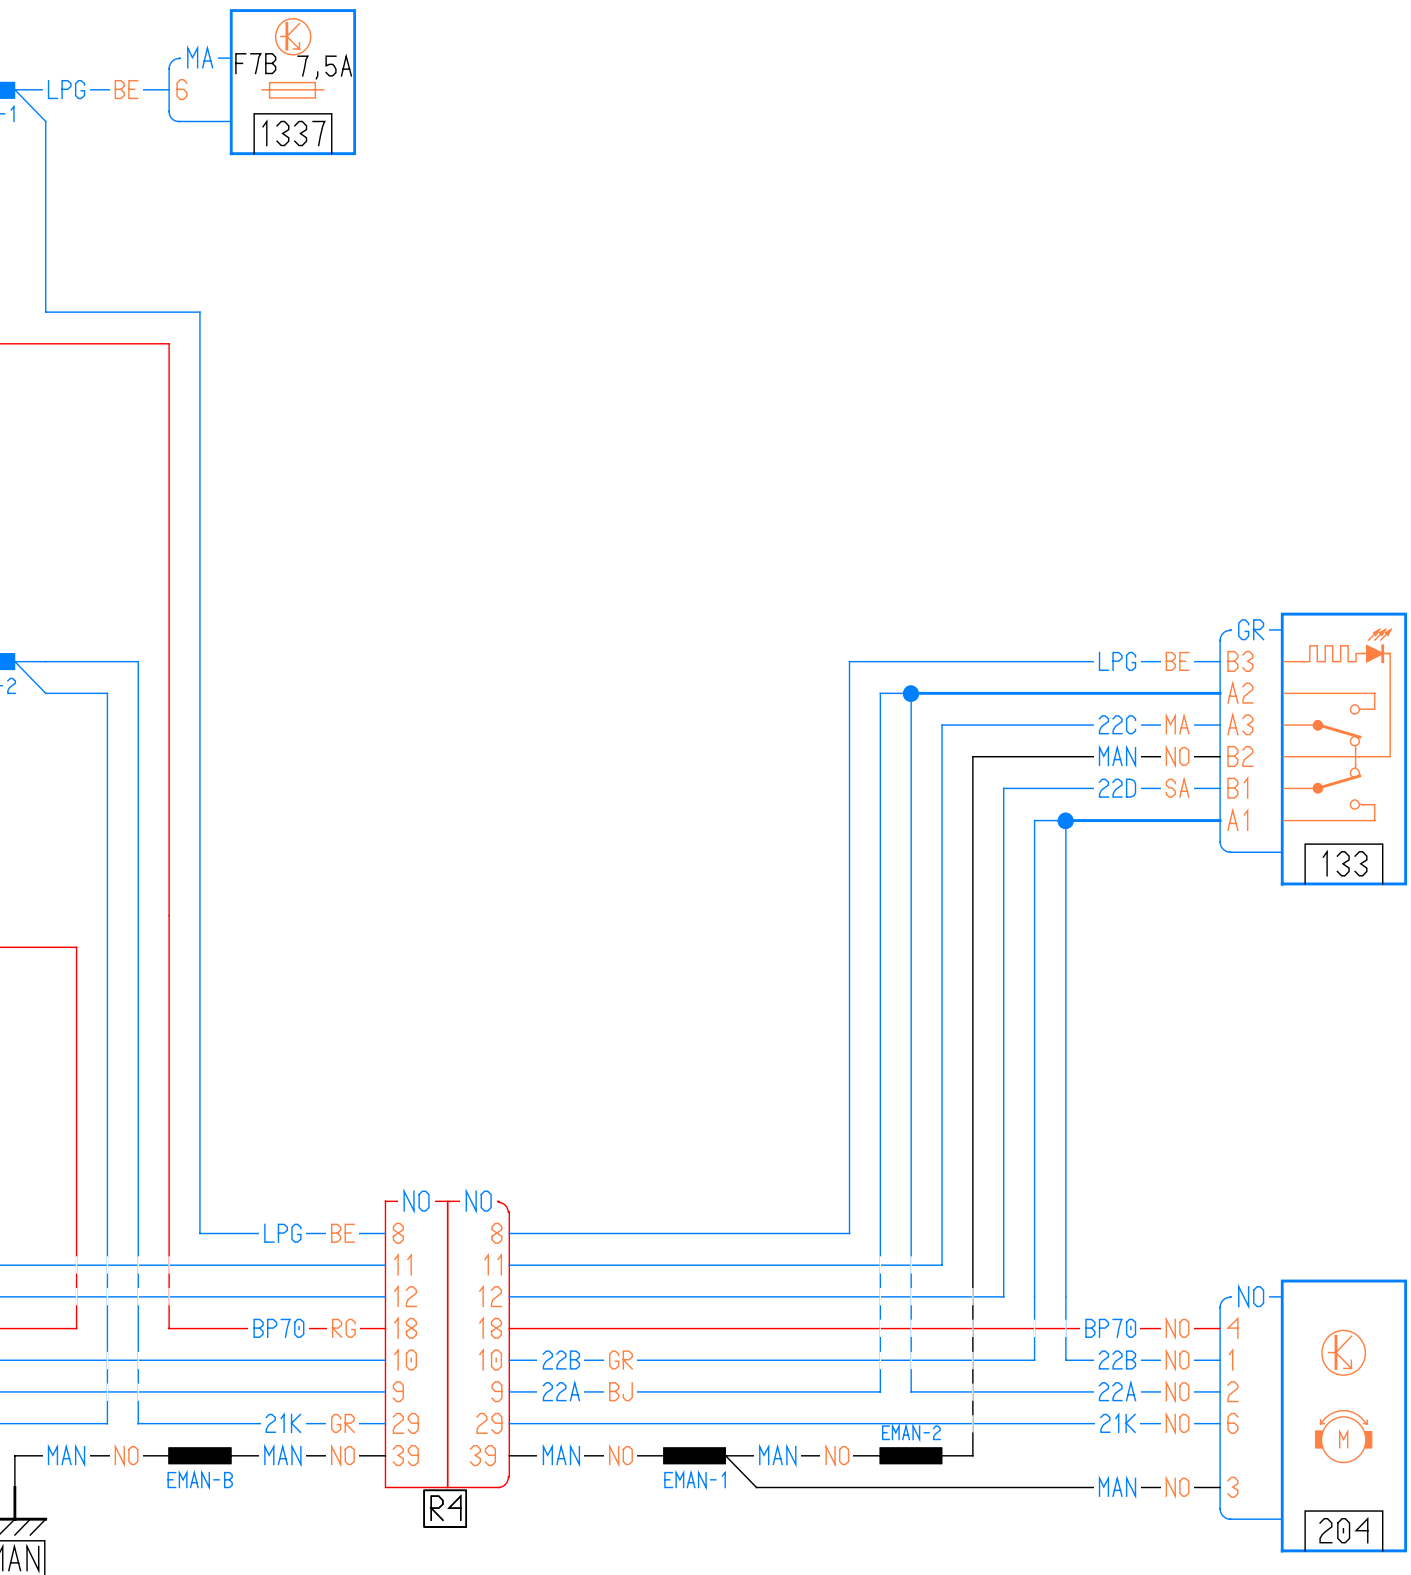 MA
F7B 7,5A
LPG BE 6
-1
1337
GR
LPG BE B3
-2
A2
22C MA A3
MAN NO B2
22D SA B1
A1
133
NO NO
LPG BE 8 8
11 11
12 12
NO
BP70 RG 18 18 BP70 NO 4
10 10 22B GR 22B NO 1
9 9 22A BJ 22A NO 2
21K GR 29 29 21K NO 6
EMAN-2
MAN NO MAN NO 39 39 MAN NO MAN NO
M
EMAN-B EMAN-1
MAN NO 3
R4
204
MAN